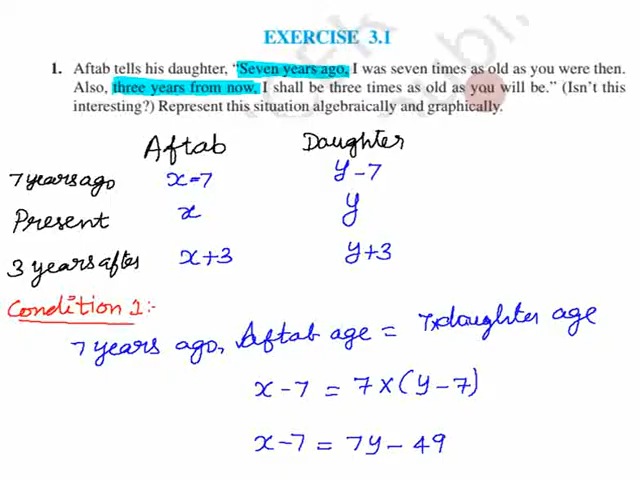 EXERCISE 3.1
1. Aftab tells his daughter, “Seven years ago, I was seven times as old as you were then.
Also, three years from now, I shall be three times as old as you will be.” (Isn’t this
interesting?) Represent this situation algebraically and graphically.
Aftab Daughter
7 years ago x-7 y-7
Present x y
3 years after x+3 y+3
Condition 1:-
7 years ago, Aftab age = 7x daughter age
x-7 = 7×(y-7)
x-7 = 7y-49